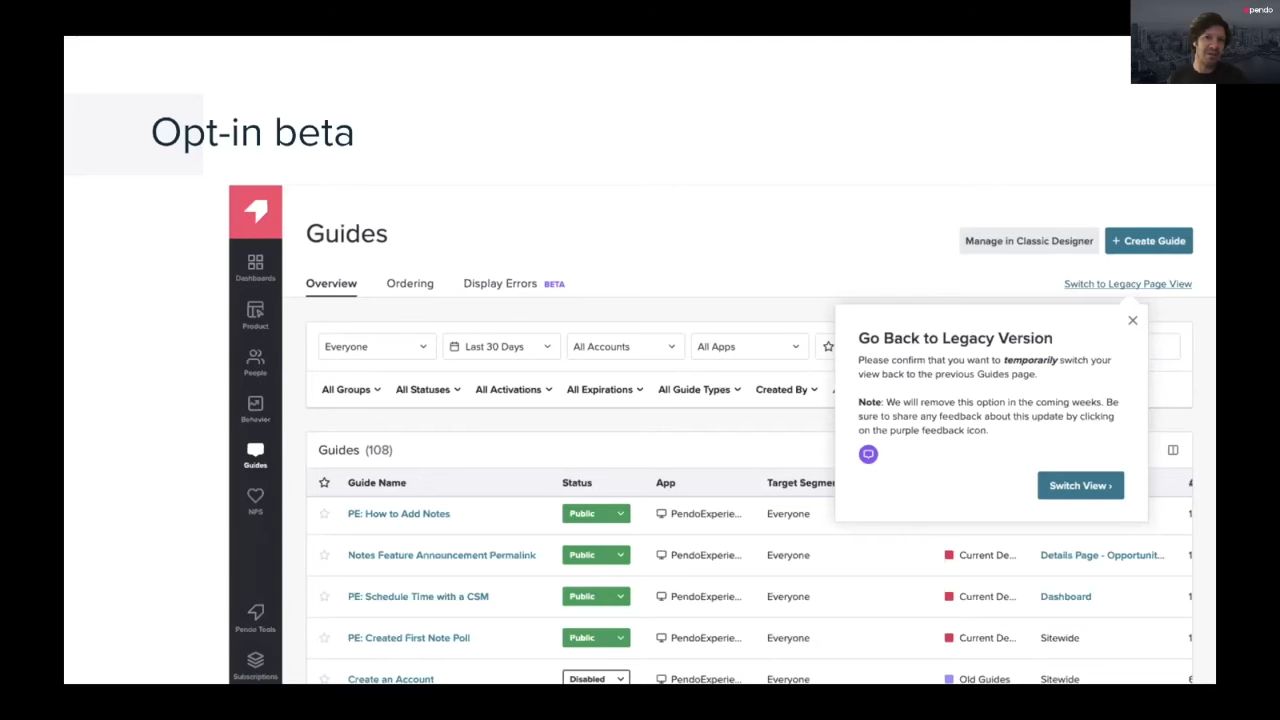 pendo
Opt-in beta
Guides
Manage in Classic Designer
+ Create Guide
Overview
Ordering
Display Errors BETA
Switch to Legacy Page View
Dashboards
Product
People
Behavior
Guides
NPS
Pendo Tools
Subscriptions
Everyone
Last 30 Days
All Accounts
All Apps
All Groups
All Statuses
All Activations
All Expirations
All Guide Types
Created By
Go Back to Legacy Version
Please confirm that you want to temporarily switch your
view back to the previous Guides page.
Note: We will remove this option in the coming weeks. Be
sure to share any feedback about this update by clicking
on the purple feedback icon.
Switch View ›
Guides (108)
Guide Name Status App Target Segme
PE: How to Add Notes Public PendoExperie... Everyone
Notes Feature Announcement Permalink Public PendoExperie... Everyone Current De... Details Page - Opportunit...
PE: Schedule Time with a CSM Public PendoExperie... Everyone Current De... Dashboard
PE: Created First Note Poll Public PendoExperie... Everyone Current De... Sitewide
Create an Account Disabled PendoExperie... Everyone Old Guides Sitewide